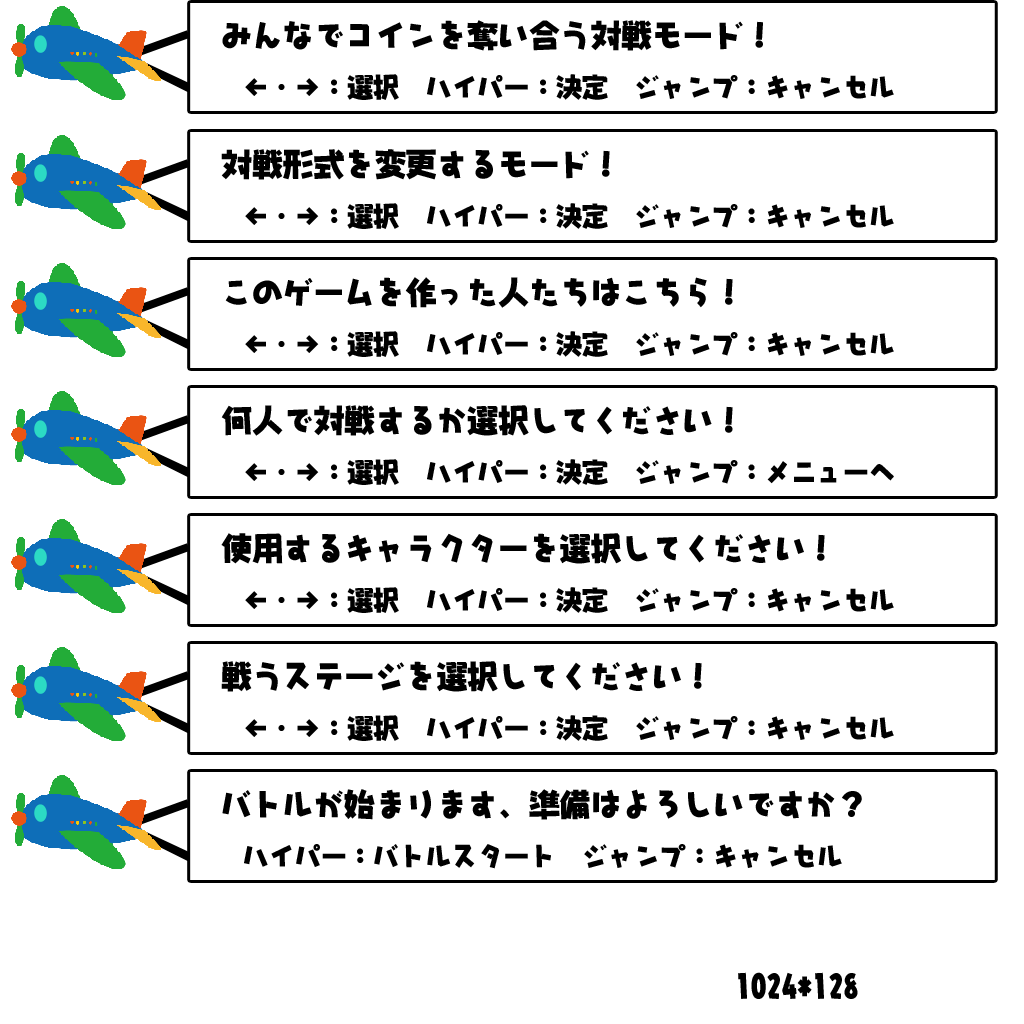 みんなでコインを奪い合う対戦モード！
←・→：選択　ハイパー：決定　ジャンプ：キャンセル
対戦形式を変更するモード！
←・→：選択　ハイパー：決定　ジャンプ：キャンセル
このゲームを作った人たちはこちら！
←・→：選択　ハイパー：決定　ジャンプ：キャンセル
何人で対戦するか選択してください！
←・→：選択　ハイパー：決定　ジャンプ：メニューへ
使用するキャラクターを選択してください！
←・→：選択　ハイパー：決定　ジャンプ：キャンセル
戦うステージを選択してください！
←・→：選択　ハイパー：決定　ジャンプ：キャンセル
バトルが始まります、準備はよろしいですか？
ハイパー：バトルスタート　ジャンプ：キャンセル
1024*128